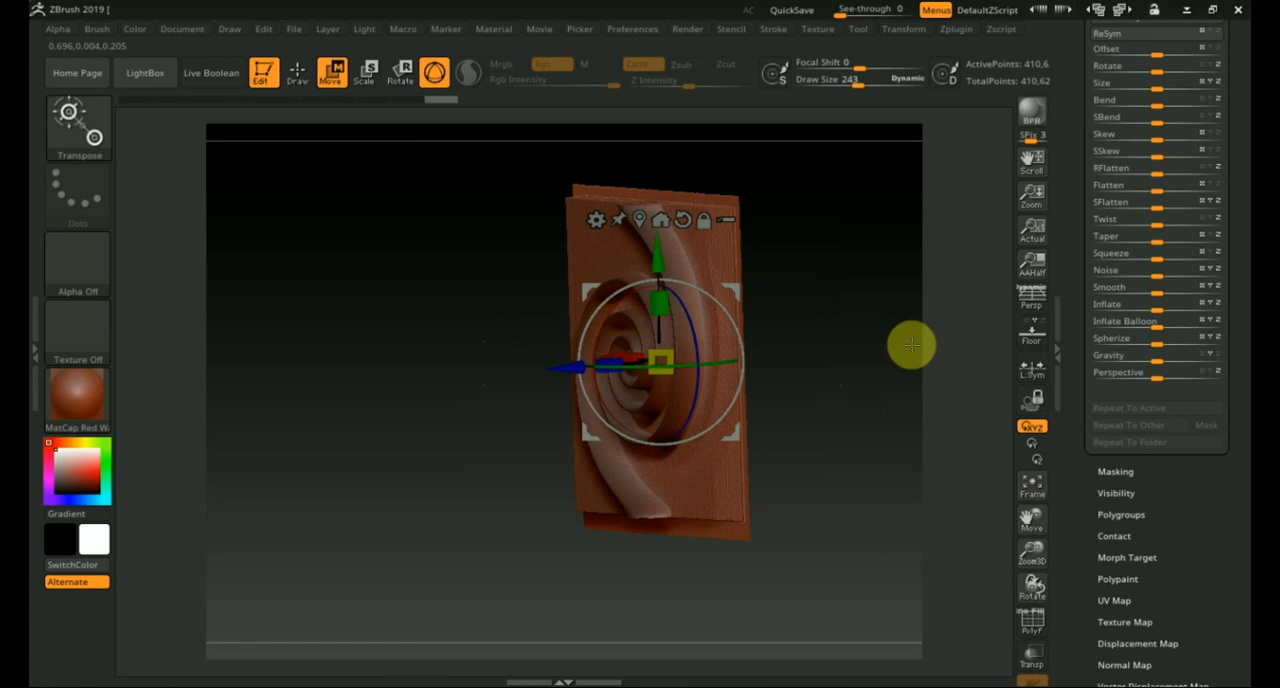 ZBrush 2019 [
AC QuickSave See-through 0 Menus DefaultZScript
Alpha Brush Color Document Draw Edit File Layer Light Macro Marker Material Movie Picker Preferences Render Stencil Stroke Texture Tool Transform Zplugin Zscript
0.696,0.004,0.205
Home Page LightBox Live Boolean Edit Draw Move Scale Rotate
Mrgb Rgb M Zadd Zsub Zcut
Rgb Intensity Z Intensity
Focal Shift 0
Draw Size 243 Dynamic
ActivePoints: 410,6
TotalPoints: 410,62
Transpose
Dots
Alpha Off
Texture Off
MatCap Red Wa
Gradient
SwitchColor
Alternate
BPR
SPix 3
Scroll
Zoom
Actual
AAHalf
Dynamic
Persp
Floor
L.Sym
XYZ
Frame
Move
Zoom3D
Rotate
PolyF
Transp
ReSym
Offset
Rotate
Size
Bend
SBend
Skew
SSkew
RFlatten
Flatten
SFlatten
Twist
Taper
Squeeze
Noise
Smooth
Inflate
Inflate Balloon
Spherize
Gravity
Perspective
Repeat To Active
Repeat To Other Mask
Repeat To Folder
Masking
Visibility
Polygroups
Contact
Morph Target
Polypaint
UV Map
Texture Map
Displacement Map
Normal Map
Vector Displacement Map